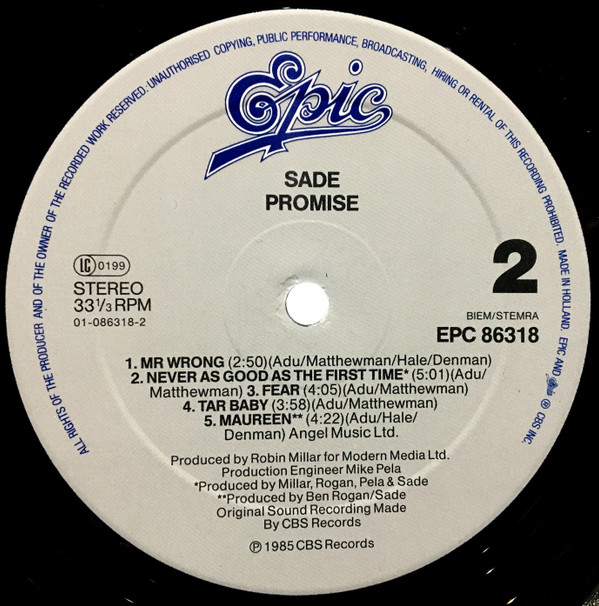 ALL RIGHTS OF THE PRODUCER AND OF THE OWNER OF THE RECORDED WORK RESERVED. UNAUTHORISED COPYING, PUBLIC PERFORMANCE, BROADCASTING, HIRING OR RENTAL OF THIS RECORDING PROHIBITED. MADE IN HOLLAND. EPIC AND Epic ® CBS INC.
Epic
SADE
PROMISE
LC 0199
STEREO
33⅓ RPM
01-086318-2
2
BIEM/STEMRA
EPC 86318
1. MR WRONG (2:50)(Adu/Matthewman/Hale/Denman)
2. NEVER AS GOOD AS THE FIRST TIME* (5:01)(Adu/
Matthewman) 3. FEAR (4:05)(Adu/Matthewman)
4. TAR BABY (3:58)(Adu/Matthewman)
5. MAUREEN** (4:22)(Adu/Hale/
Denman) Angel Music Ltd.
Produced by Robin Millar for Modern Media Ltd.
Production Engineer Mike Pela
*Produced by Millar, Rogan, Pela & Sade
**Produced by Ben Rogan/Sade
Original Sound Recording Made
By CBS Records
℗ 1985 CBS Records